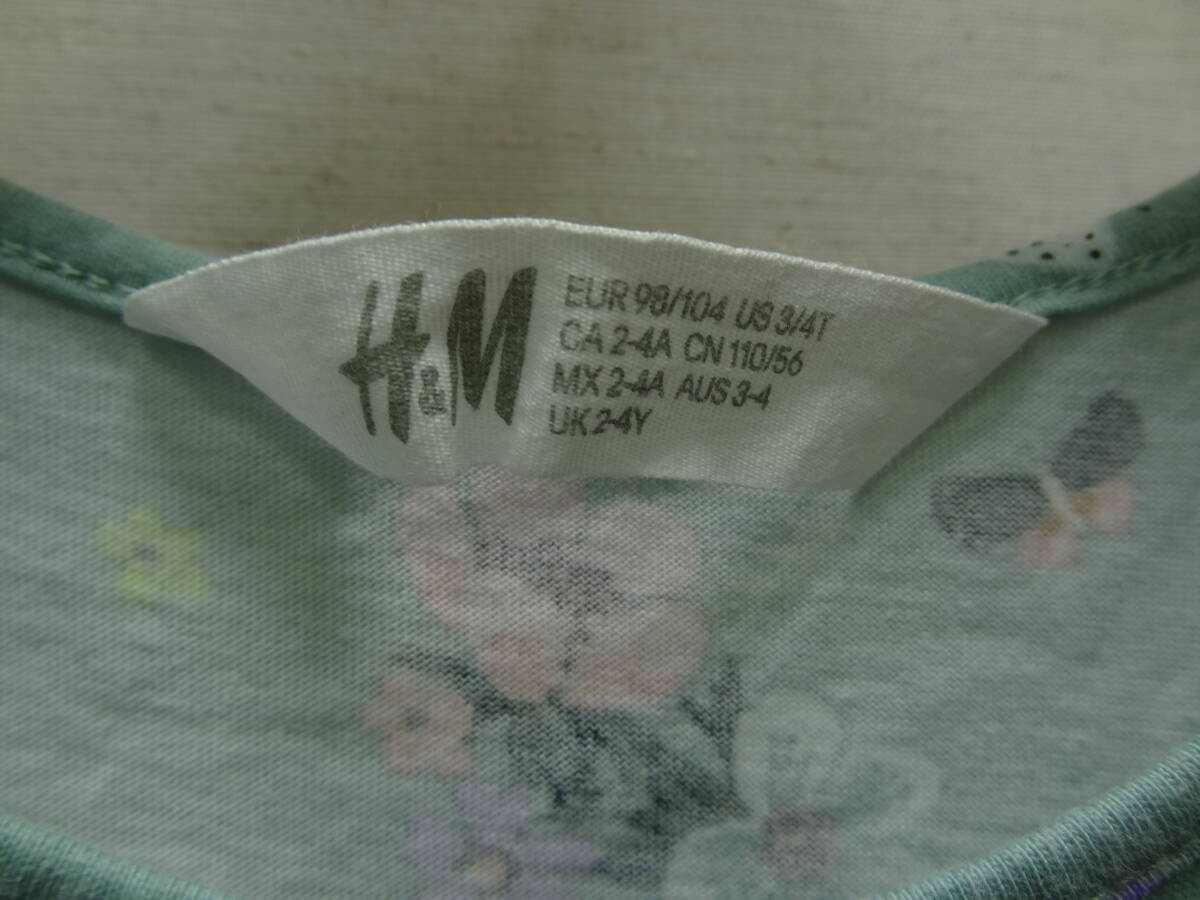 H&M
EUR 98/104 US 3/4T
CA 2-4A CN 110/56
MX 2-4A AUS 3-4
UK 2-4Y